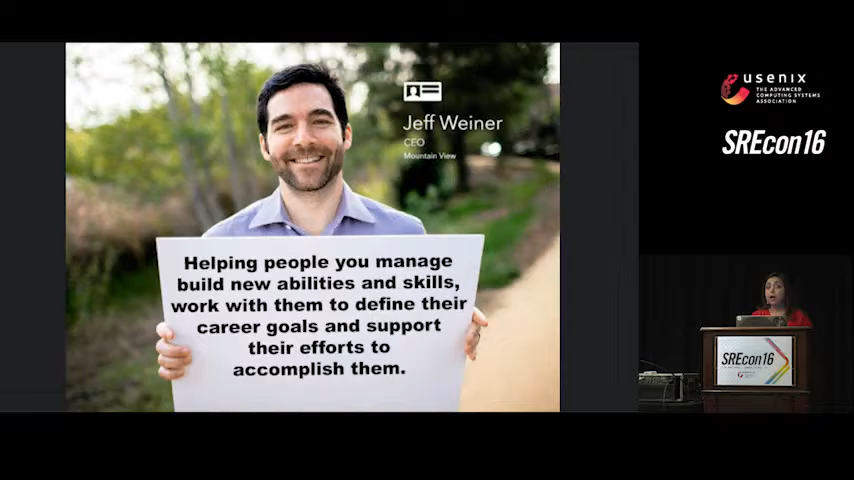 Jeff Weiner
CEO
Mountain View
Helping people you manage
build new abilities and skills,
work with them to define their
career goals and support
their efforts to
accomplish them.
usenix
THE ADVANCED
COMPUTING SYSTEMS
ASSOCIATION
SREcon16
SREcon16